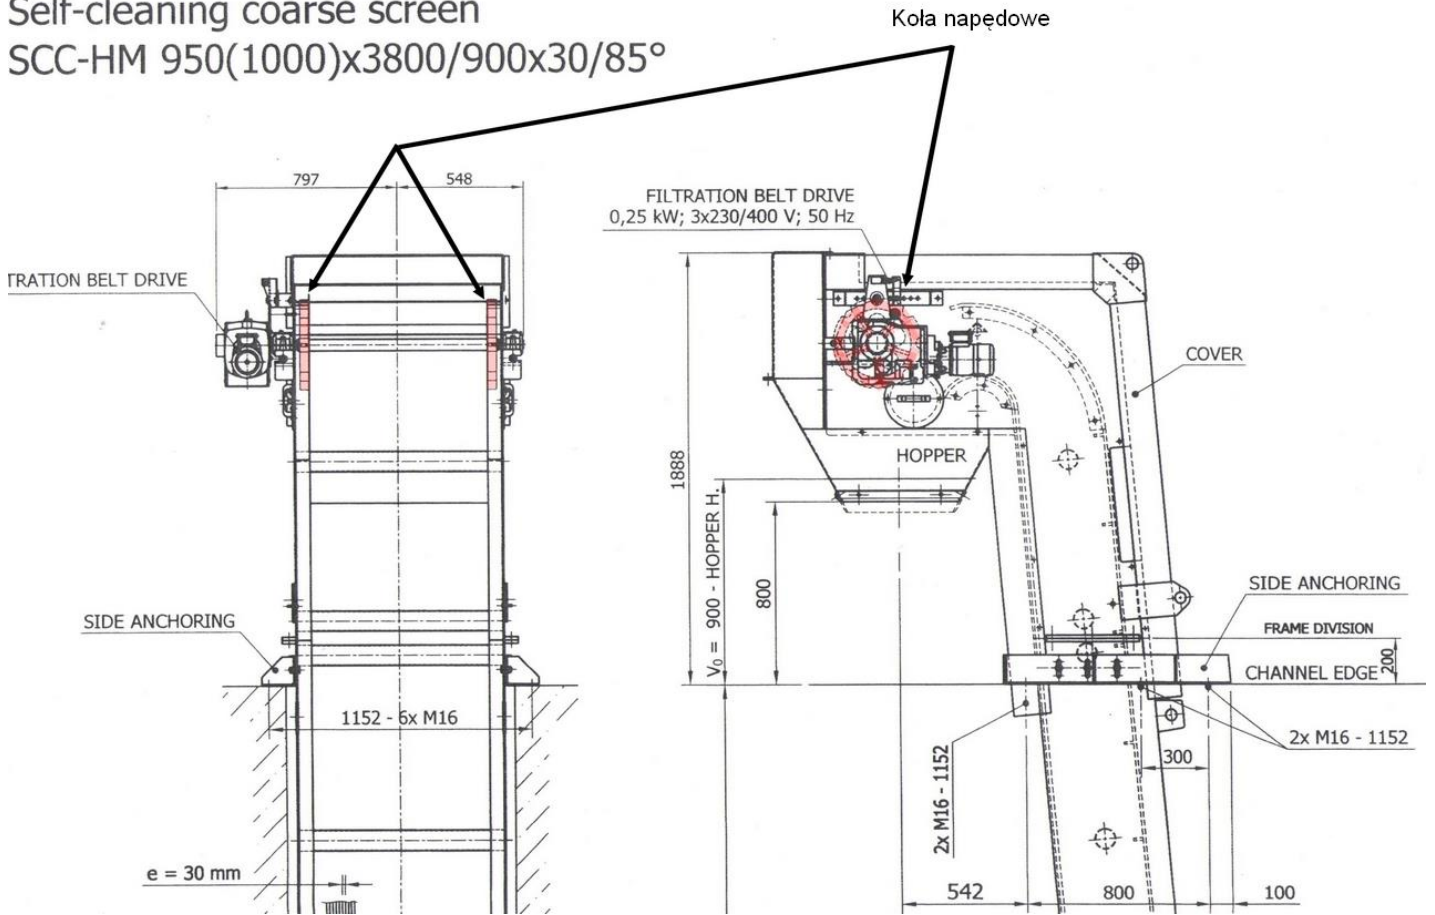 Self-cleaning coarse screen
SCC-HM 950(1000)x3800/900x30/85°
Koła napędowe
797
548
FILTRATION BELT DRIVE
0,25 kW; 3x230/400 V; 50 Hz
TRATION BELT DRIVE
COVER
HOPPER
1888
V₀ = 900 - HOPPER H.
800
SIDE ANCHORING
SIDE ANCHORING
FRAME DIVISION
200
CHANNEL EDGE
1152 - 6x M16
2x M16 - 1152
2x M16 - 1152
300
e = 30 mm
542
800
100